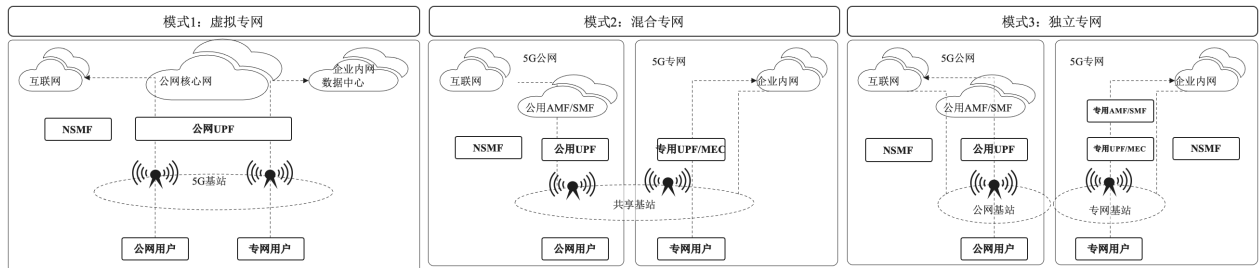 模式1：虚拟专网
互联网
公网核心网
企业内网
数据中心
NSMF
公网UPF
5G基站
公网用户
专网用户
模式2：混合专网
5G公网
5G专网
互联网
企业内网
公用AMF/SMF
NSMF
公用UPF
专用UPF/MEC
共享基站
公网用户
专网用户
模式3：独立专网
5G公网
5G专网
互联网
企业内网
公用AMF/SMF
专用AMF/SMF
NSMF
公用UPF
专用UPF/MEC
NSMF
公网基站
专网基站
公网用户
专网用户